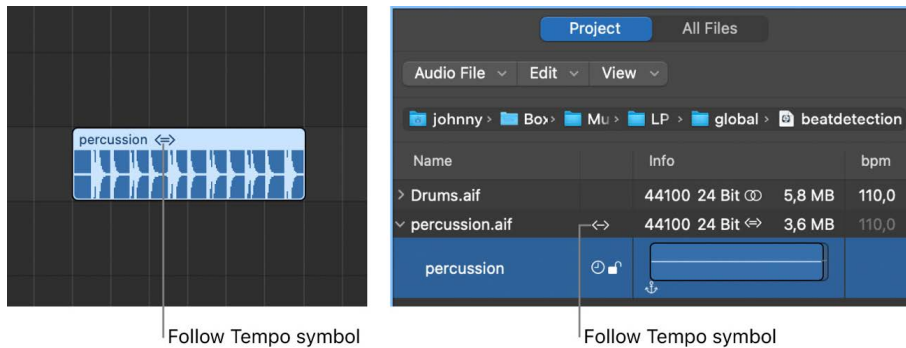 percussion
Follow Tempo symbol
Project All Files
Audio File Edit View
johnny Box Mu LP global beatdetection
Name Info bpm
Drums.aif 44100 24 Bit 5,8 MB 110,0
percussion.aif 44100 24 Bit 3,6 MB 110,0
percussion
Follow Tempo symbol